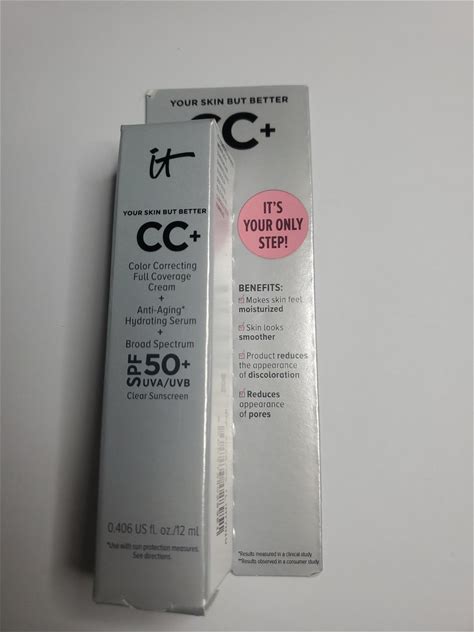 it
YOUR SKIN BUT BETTER
CC+
Color Correcting
Full Coverage
Cream
+
Anti-Aging*
Hydrating Serum
+
Broad Spectrum
SPF 50+
UVA/UVB
Clear Sunscreen
0.406 US fl. oz./12 mL
*Use with sun protection measures.
See directions.
YOUR SKIN BUT BETTER
CC+
IT'S
YOUR ONLY
STEP!
BENEFITS:
Makes skin feel
moisturized
Skin looks
smoother
Product reduces
the appearance
of discoloration
Reduces
appearance
of pores
*Results measured in a clinical study
**Results observed in a consumer study